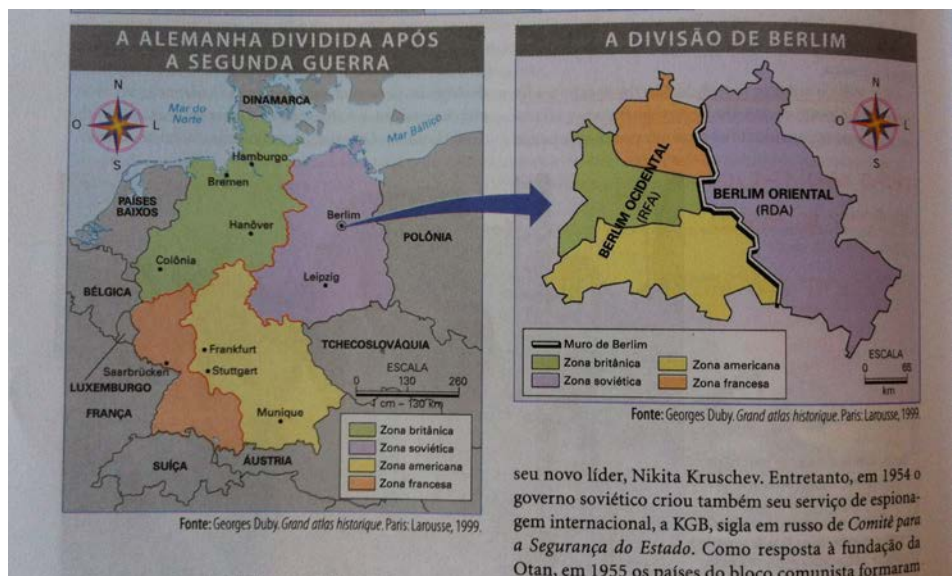 A ALEMANHA DIVIDIDA APÓS
A SEGUNDA GUERRA
N
O
L
S
Mar do
Norte
DINAMARCA
Mar Báltico
Hamburgo
Bremen
PAÍSES
BAIXOS
Hanôver
Berlim
POLÔNIA
Colônia
Leipzig
BÉLGICA
Frankfurt
TCHECOSLOVÁQUIA
Saarbrücken
Stuttgart
LUXEMBURGO
FRANÇA
Munique
SUÍÇA
ÁUSTRIA
ESCALA
0 130 260
1 cm – 130 km
Zona britânica
Zona soviética
Zona americana
Zona francesa
Fonte: Georges Duby. Grand atlas historique. Paris: Larousse, 1999.
A DIVISÃO DE BERLIM
N
O
L
S
BERLIM OCIDENTAL
(RFA)
BERLIM ORIENTAL
(RDA)
Muro de Berlim
Zona britânica
Zona americana
Zona soviética
Zona francesa
ESCALA
0 65
km
Fonte: Georges Duby. Grand atlas historique. Paris: Larousse, 1999.
seu novo líder, Nikita Kruschev. Entretanto, em 1954 o
governo soviético criou também seu serviço de espiona-
gem internacional, a KGB, sigla em russo de Comitê para
a Segurança do Estado. Como resposta à fundação da
Otan, em 1955 os países do bloco comunista formaram